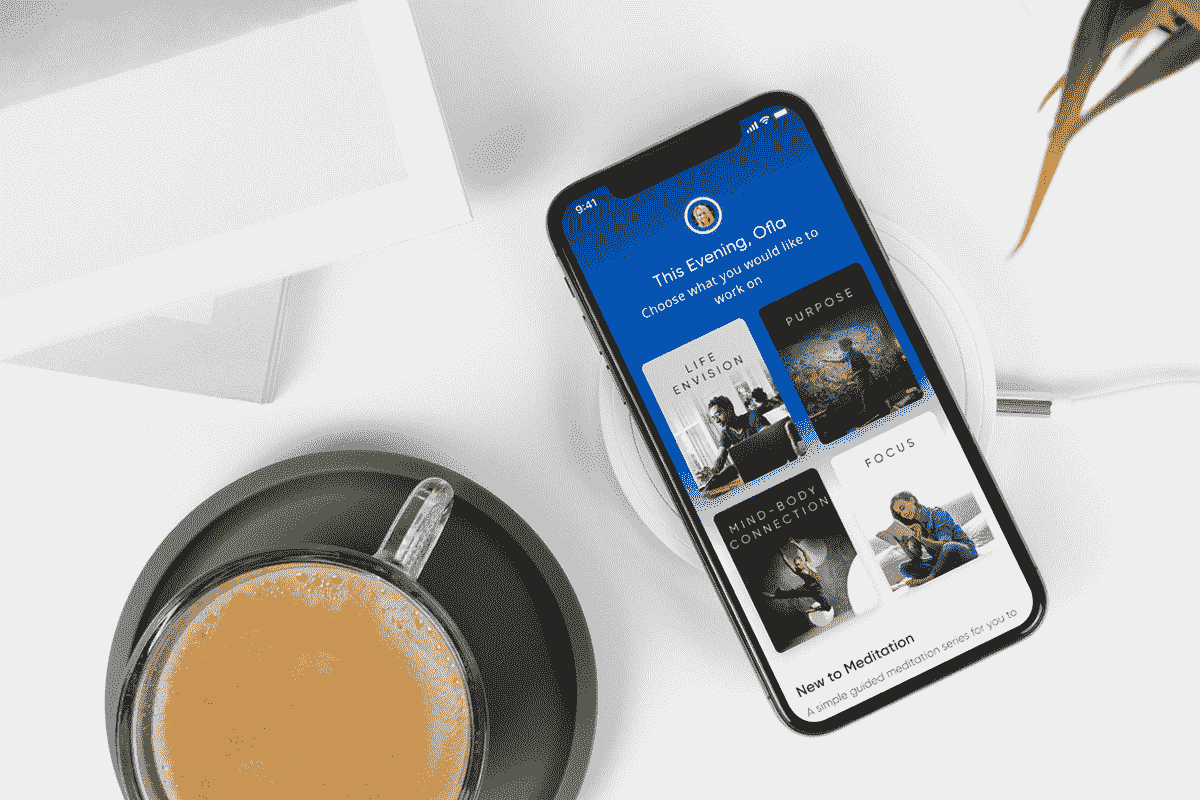 9:41
This Evening, Ofla
Choose what you would like to
work on
LIFE
ENVISION
PURPOSE
MIND-BODY
CONNECTION
FOCUS
New to Meditation
A simple guided meditation series for you to